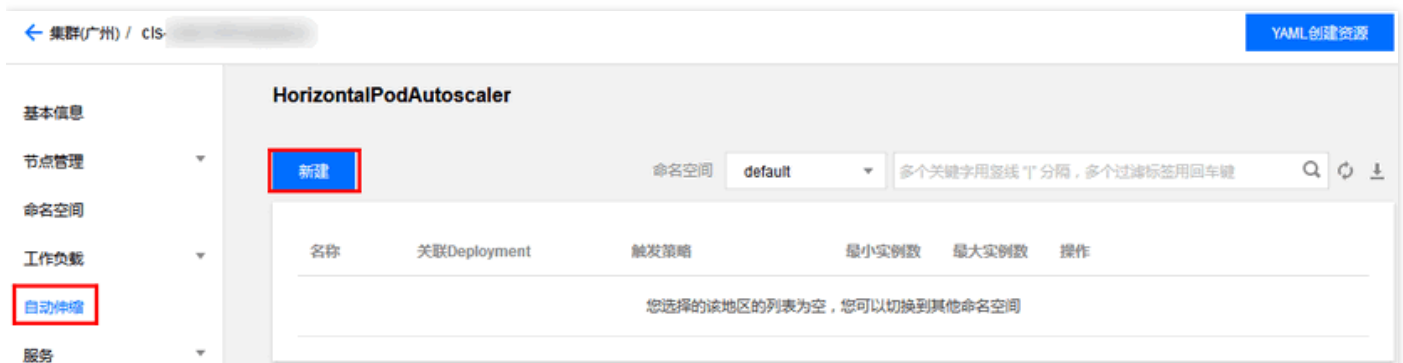 集群(广州) / cls-
YAML创建资源
基本信息
节点管理
命名空间
工作负载
自动伸缩
服务
HorizontalPodAutoscaler
新建
命名空间 default 多个关键字用竖线 "|" 分隔，多个过滤标签用回车键
名称 关联Deployment 触发策略 最小实例数 最大实例数 操作
您选择的该地区的列表为空，您可以切换到其他命名空间